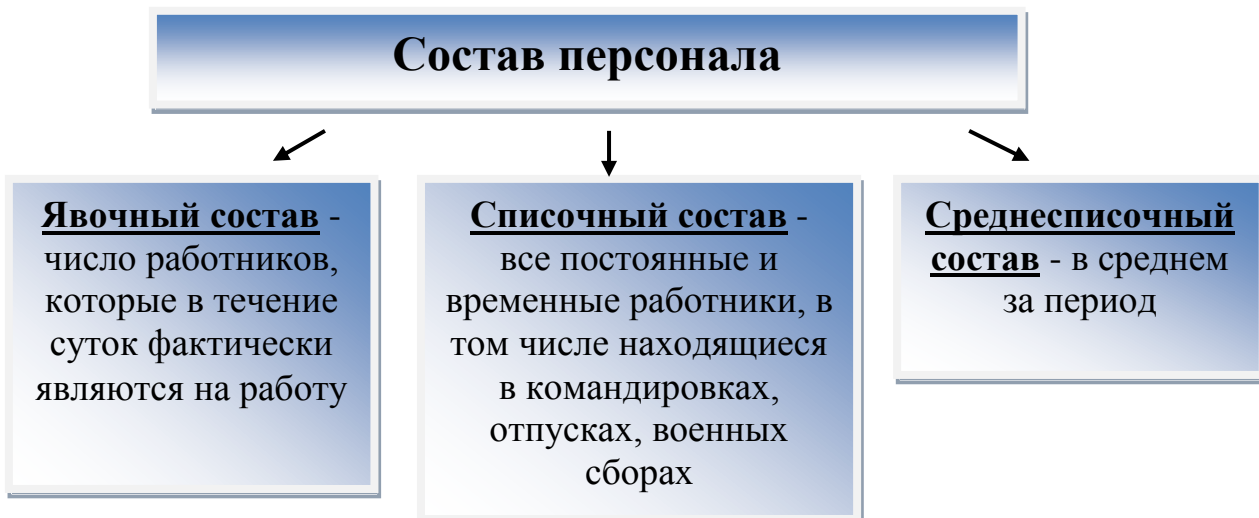 Состав персонала
Явочный состав -
число работников,
которые в течение
суток фактически
являются на работу
Списочный состав -
все постоянные и
временные работники, в
том числе находящиеся
в командировках,
отпусках, военных
сборах
Среднесписочный
состав - в среднем
за период